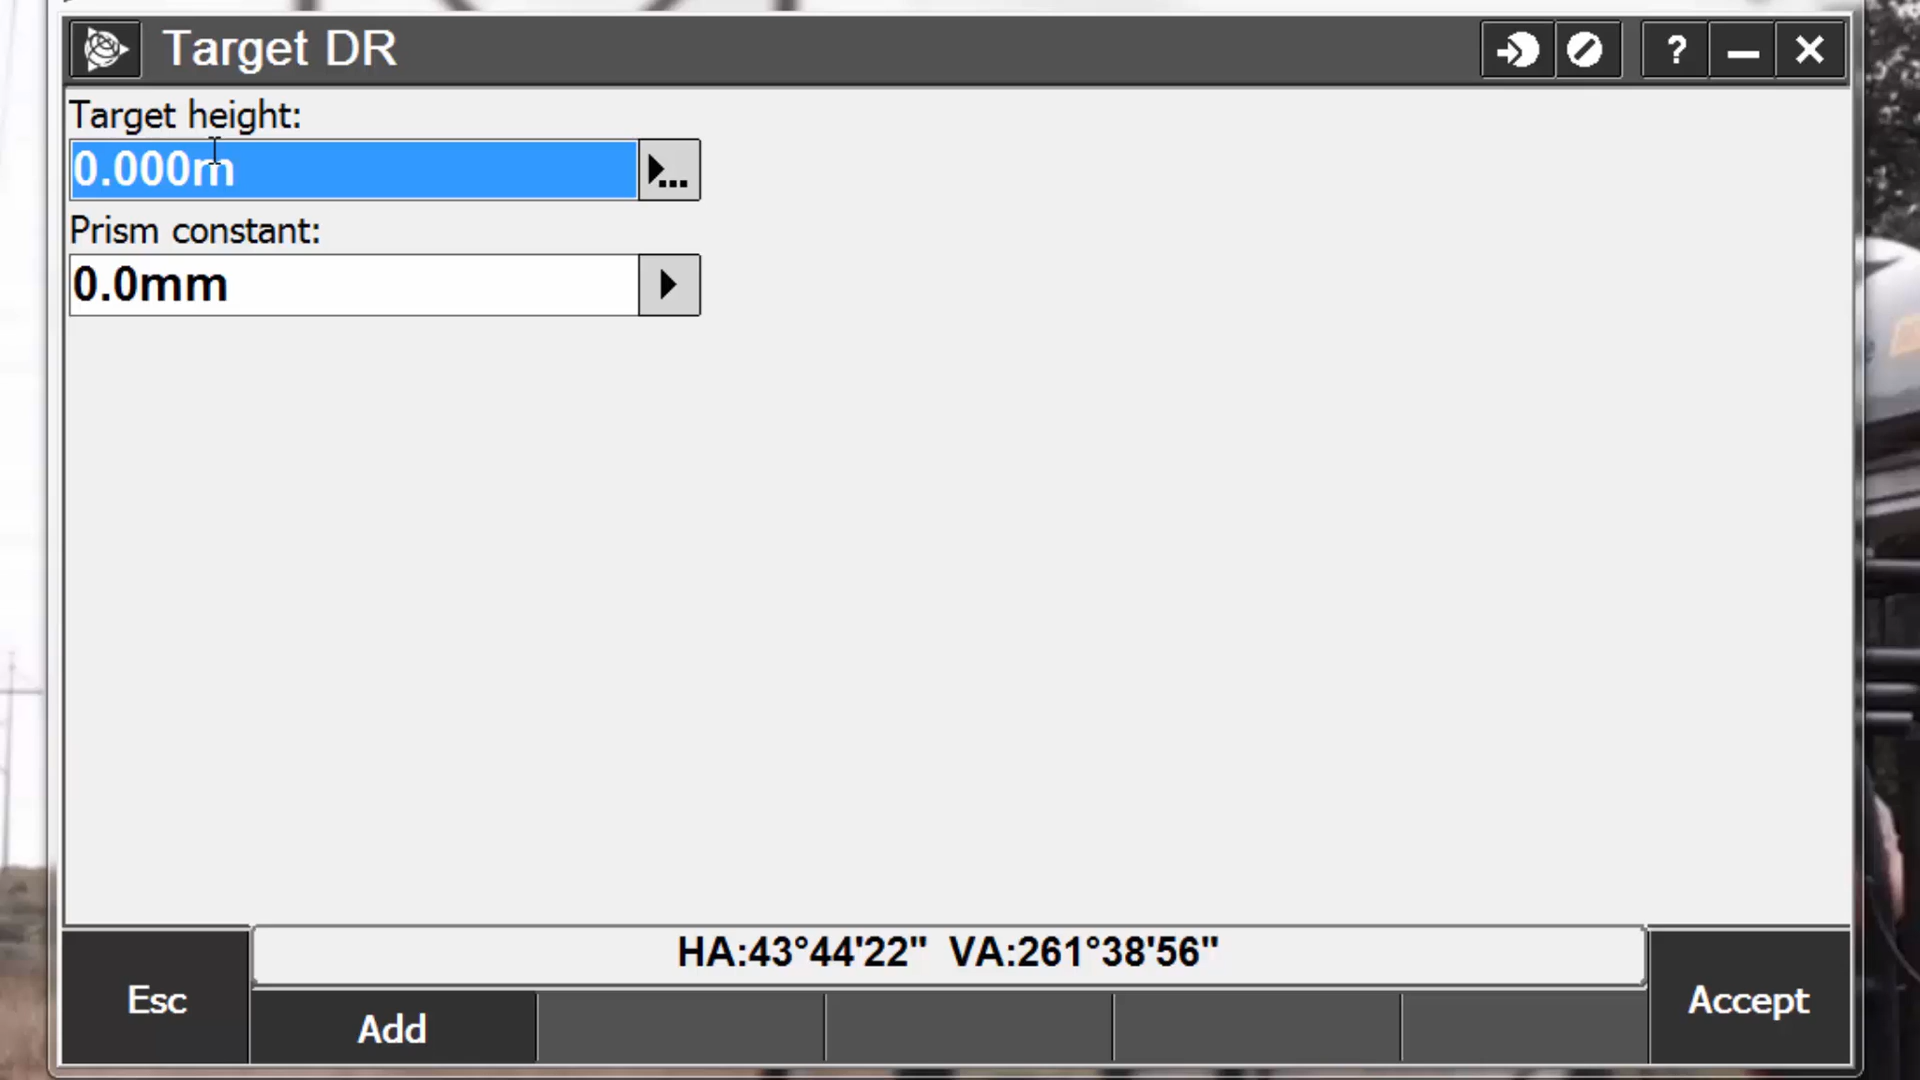 Target DR
?
Target height:
0.000m
Prism constant:
0.0mm
HA:43°44'22" VA:261°38'56"
Esc
Add
Accept